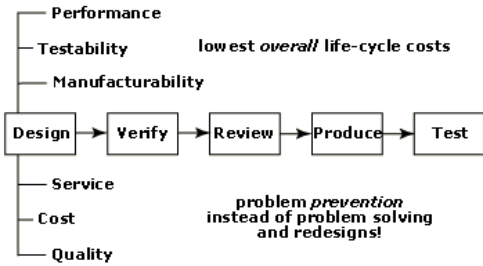 Performance
Testability
lowest overall life-cycle costs
Manufacturability
Design
Verify
Review
Produce
Test
Service
Cost
Quality
problem prevention
instead of problem solving
and redesigns!